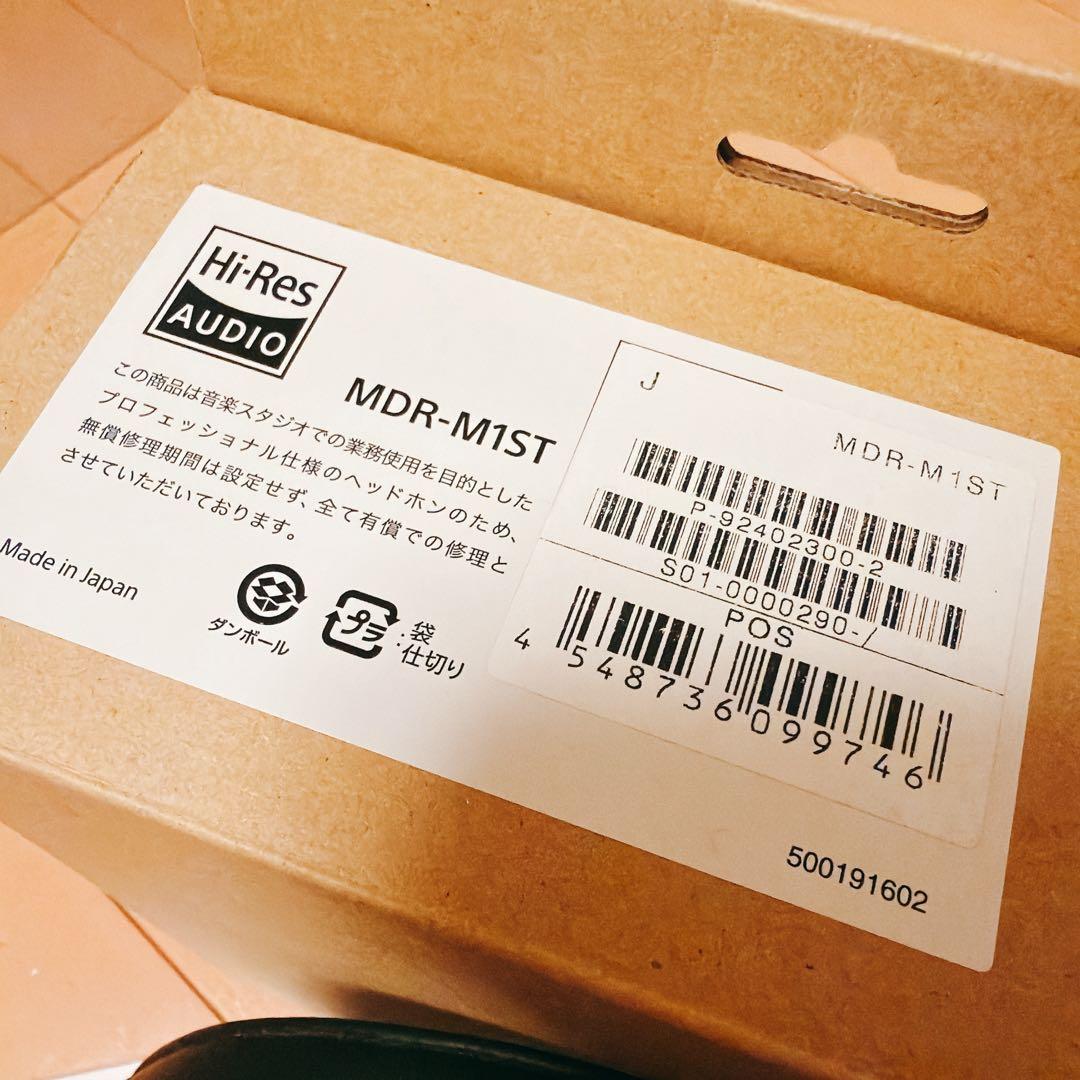 Hi-Res
AUDIO
MDR-M1ST
この商品は音楽スタジオでの業務使用を目的とした
プロフェッショナル仕様のヘッドホンのため、
無償修理期間は設定せず、全て有償での修理と
させていただいております。
Made in Japan
ダンボール
プラ
:袋
:仕切り
J
MDR-M1ST
P-92402300-2
S01-0000290-/
POS
4 548736 099746
500191602